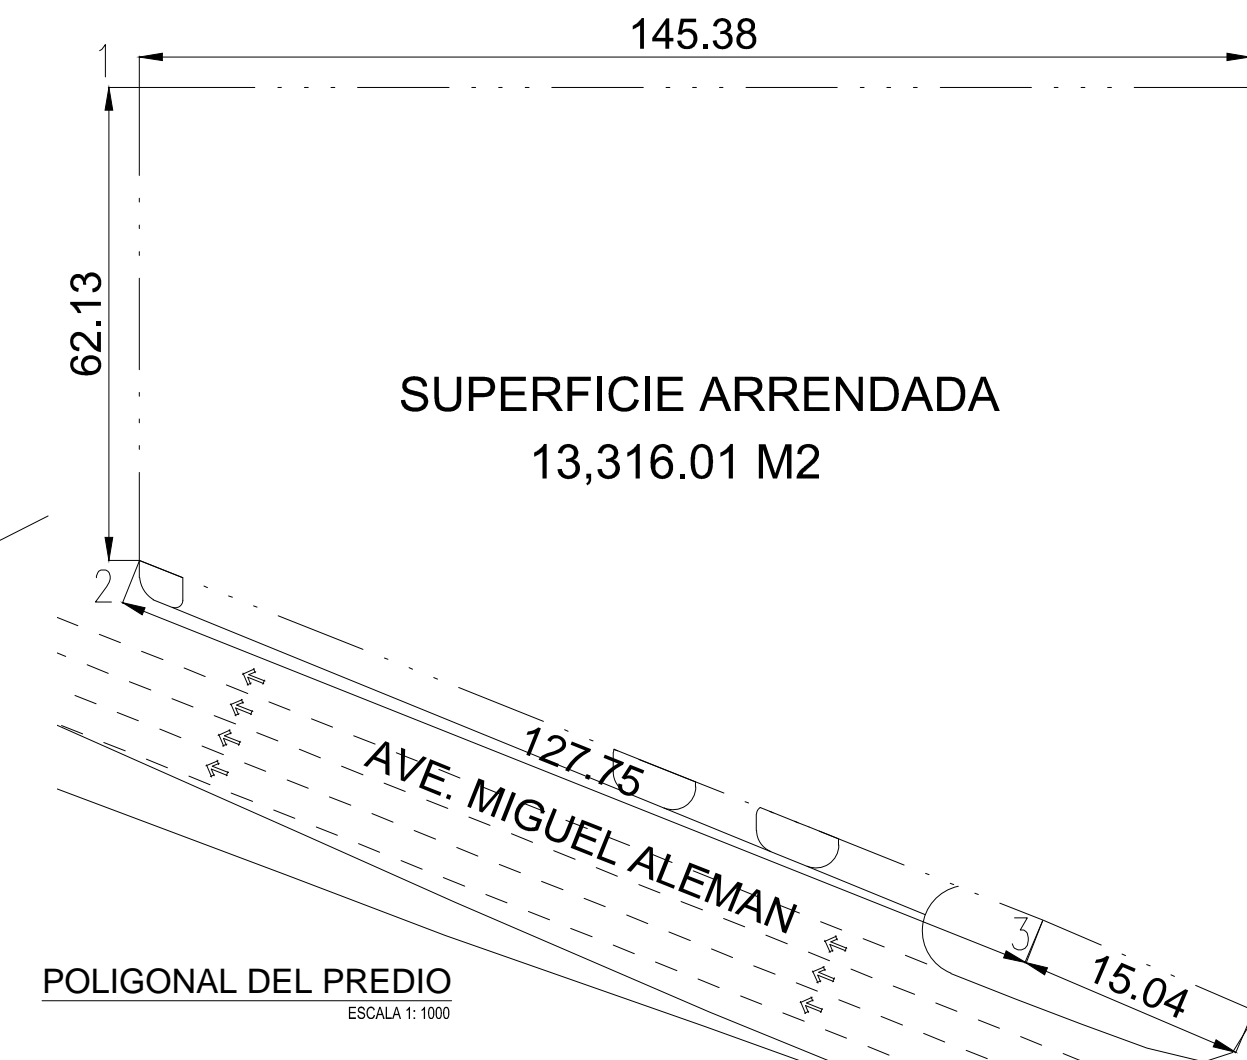 145.38
1
62.13
SUPERFICIE ARRENDADA
13,316.01 M2
2
127.75
AVE. MIGUEL ALEMAN
3
15.04
POLIGONAL DEL PREDIO
ESCALA 1: 1000